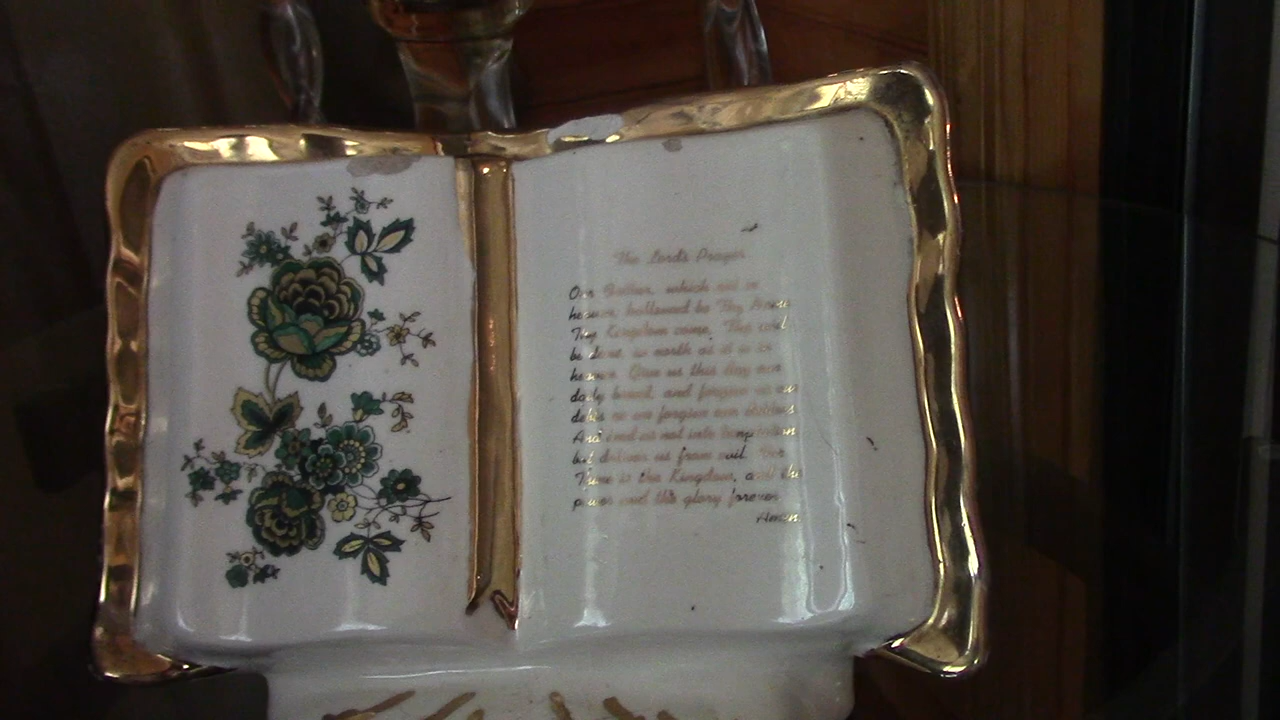 The Lord's Prayer
Our Father, which art in
heaven, hallowed be Thy Name
Thy Kingdom come, Thy will
be done, in earth as it is in
heaven. Give us this day our
daily bread, and forgive us our
debts as we forgive our debtors
And lead us not into temptation
but deliver us from evil. For
Thine is the Kingdom, and the
power and the glory forever
Amen.